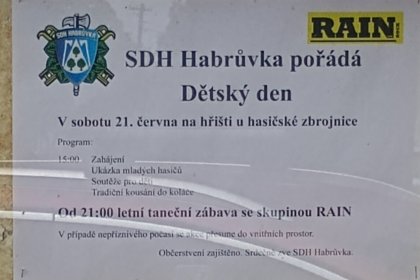 SDH HABRŮVKA
RAIN
ROCK
SDH Habrůvka pořádá
Dětský den
V sobotu 21. června na hřišti u hasičské zbrojnice
Program:
15:00 Zahájení
Ukázka mladých hasičů
Soutěže pro děti
Tradiční kousání do koláče
Od 21:00 letní taneční zábava se skupinou RAIN
V případě nepříznivého počasí se akce přesune do vnitřních prostor.
Občerstvení zajištěno. Srdečně zve SDH Habrůvka.